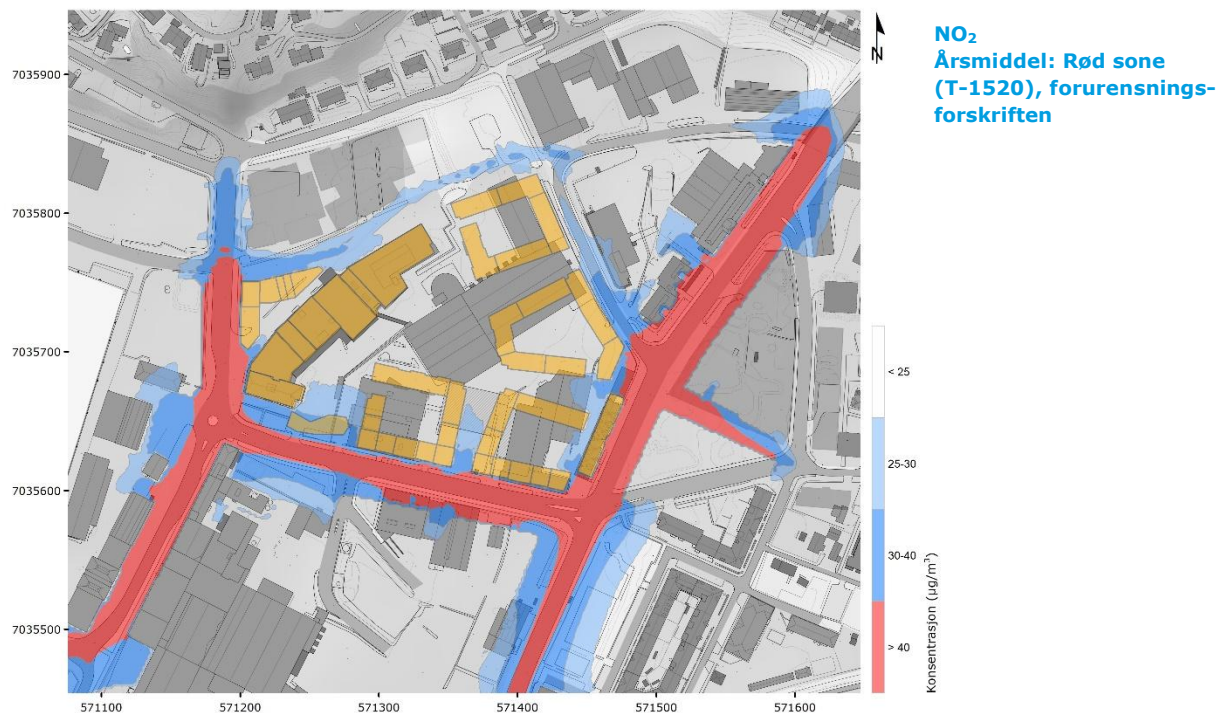 NO₂
Årsmiddel: Rød sone
(T-1520), forurensnings-
forskriften
N
7035900
7035800
7035700
7035600
7035500
571100
571200
571300
571400
571500
571600
< 25
25-30
30-40
> 40
Konsentrasjon (µg/m³)